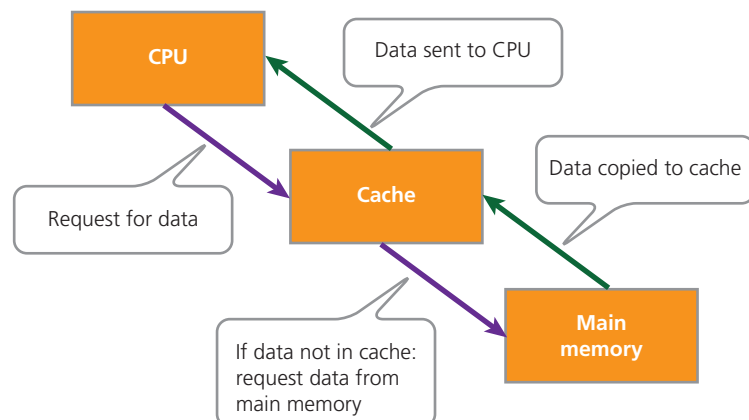 CPU
Data sent to CPU
Data copied to cache
Cache
Request for data
If data not in cache:
request data from
main memory
Main
memory